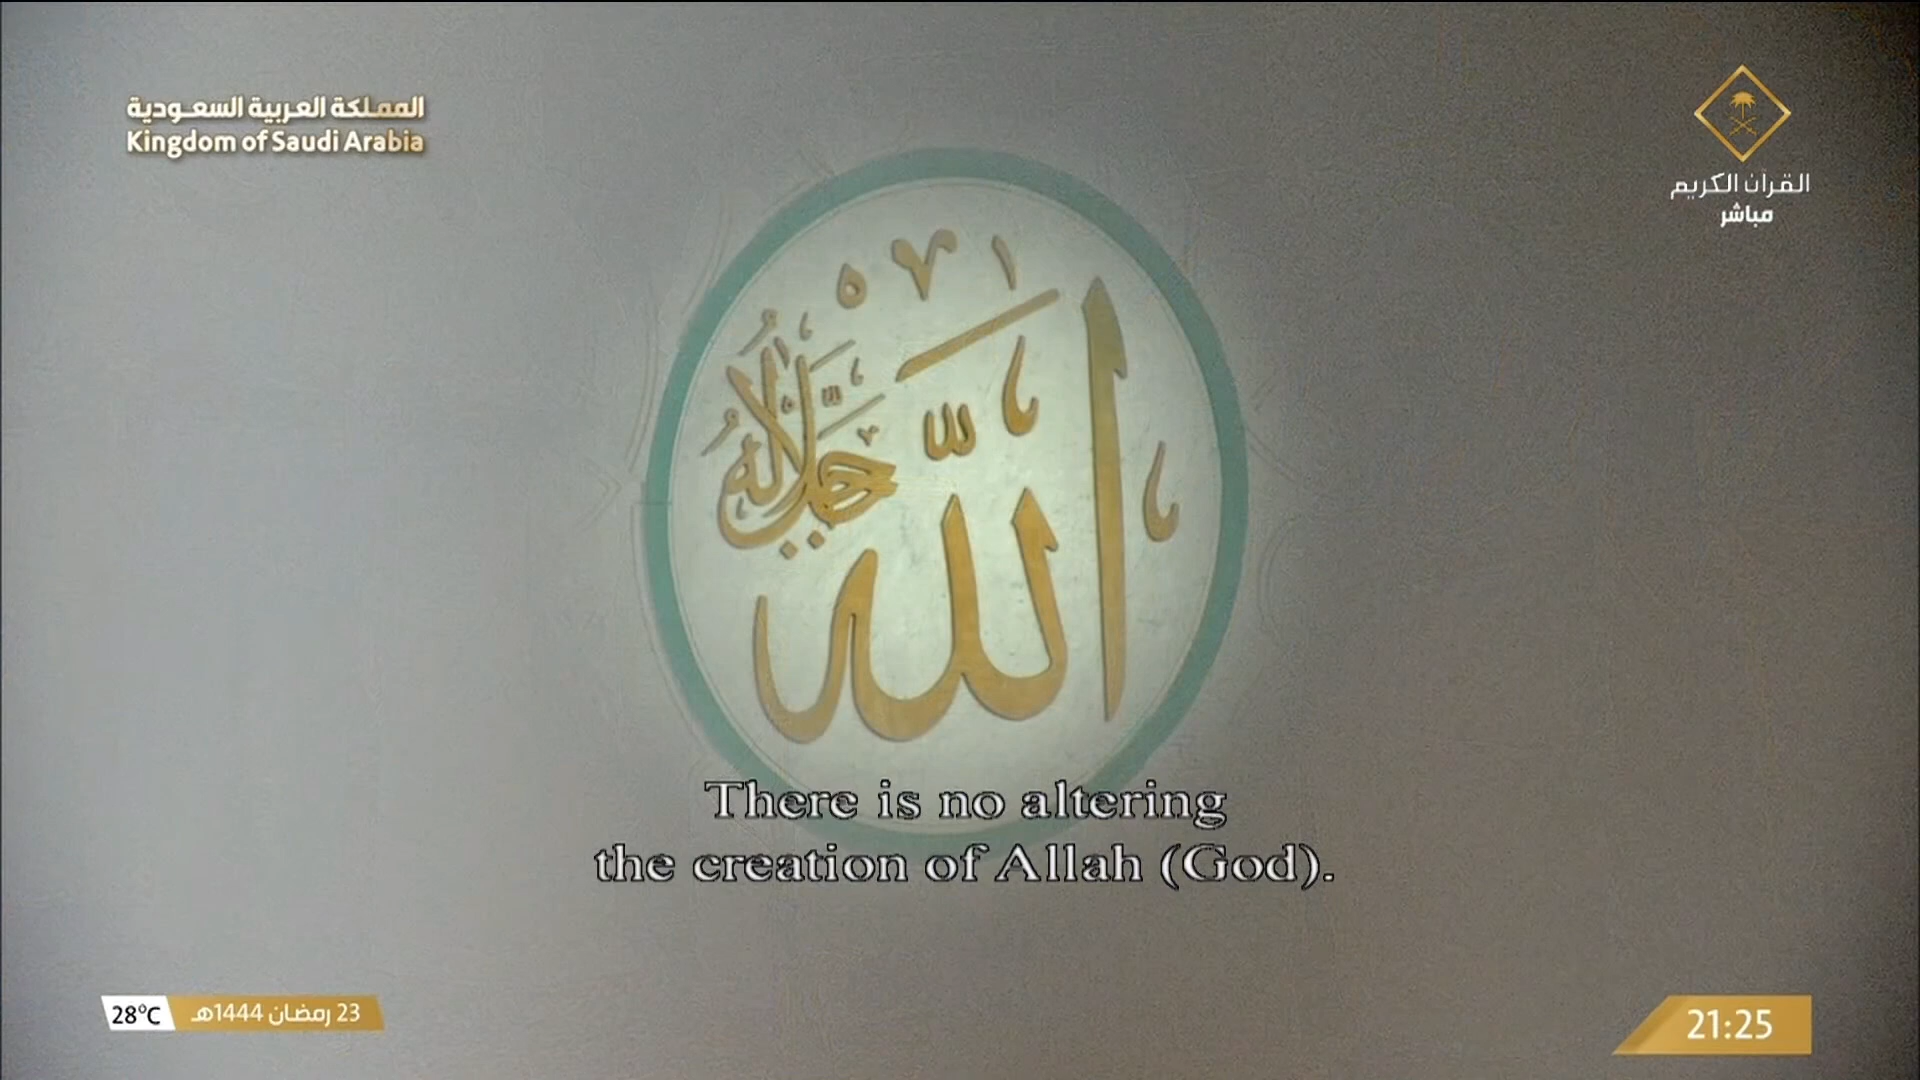 المملكة العربية السعودية
Kingdom of Saudi Arabia
القرآن الكريم
مباشر
٥٧١
الله
جل جلاله
There is no altering
the creation of Allah (God).
28°C
23 رمضان 1444هـ
21:25